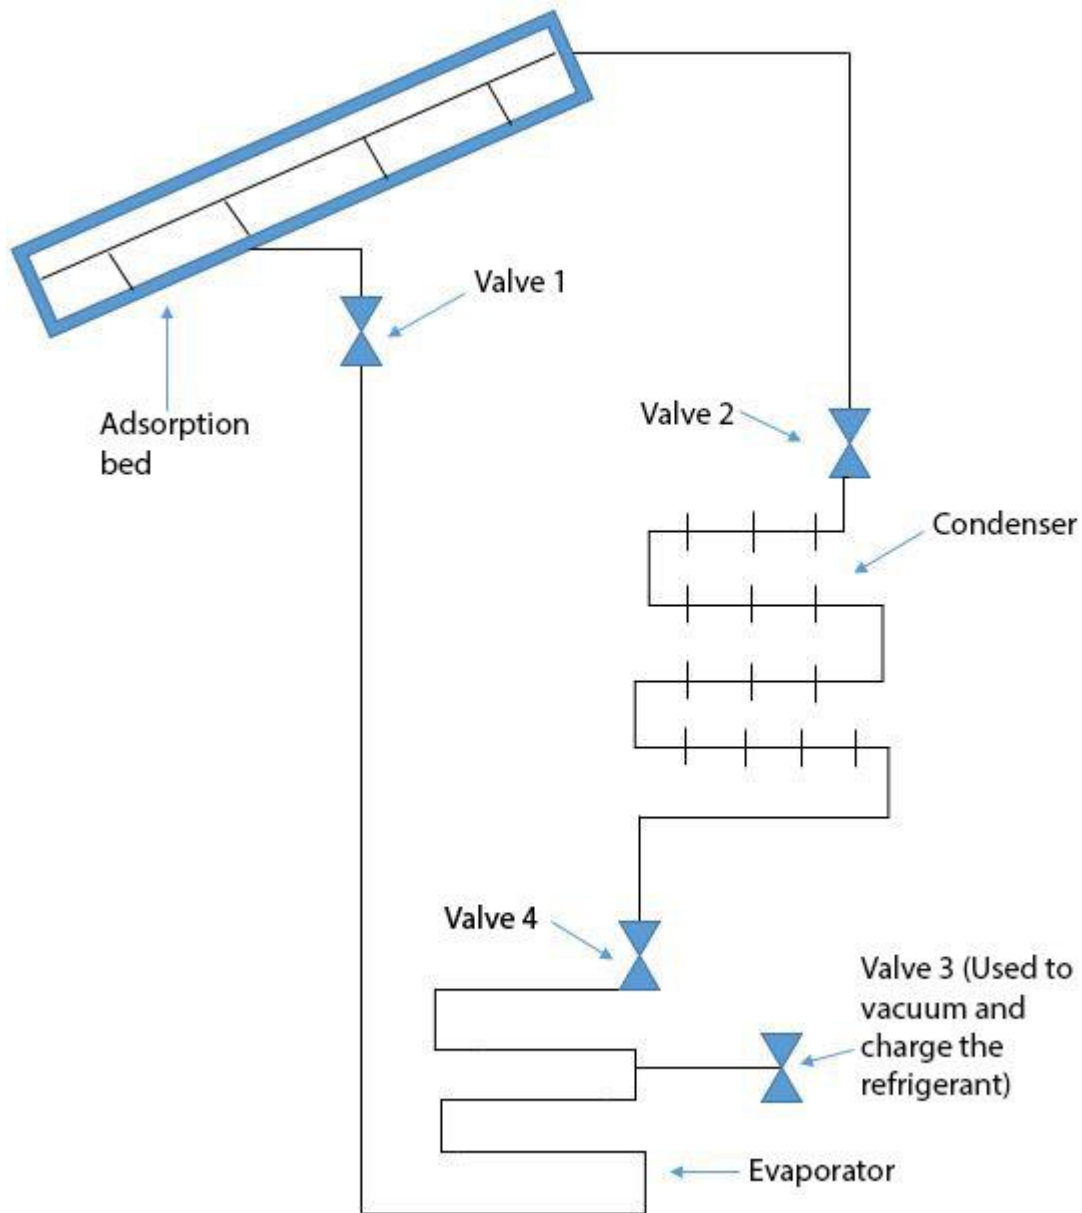 Valve 1
Adsorption
bed
Valve 2
Condenser
Valve 4
Valve 3 (Used to
vacuum and
charge the
refrigerant)
Evaporator